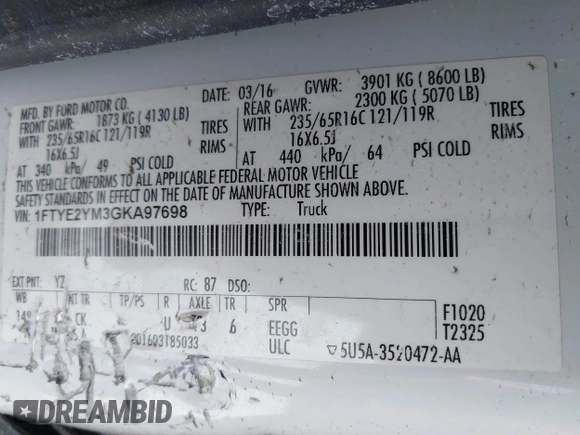 MFD. BY FORD MOTOR CO.
DATE: 03/16 GVWR: 3901 KG ( 8600 LB)
FRONT GAWR: 1873 KG ( 4130 LB)
REAR GAWR: 2300 KG ( 5070 LB)
WITH 235/65R16C 121/119R TIRES
WITH 235/65R16C 121/119R TIRES
16X6.5J RIMS
16X6.5J RIMS
AT 340 kPa/ 49 PSI COLD
AT 440 kPa/ 64 PSI COLD
THIS VEHICLE CONFORMS TO ALL APPLICABLE FEDERAL MOTOR VEHICLE
SAFETY STANDARDS IN EFFECT ON THE DATE OF MANUFACTURE SHOWN ABOVE.
VIN: 1FTYE2YM3GKA97698 TYPE: Truck
EXT PNT: YZ RC: 87 DSO:
WB INT TR TP/PS R AXLE TR SPR
CK U 6 EEGG
F1020
T2325
201603T85033 ULC 5U5A-3520472-AA
DREAMBID